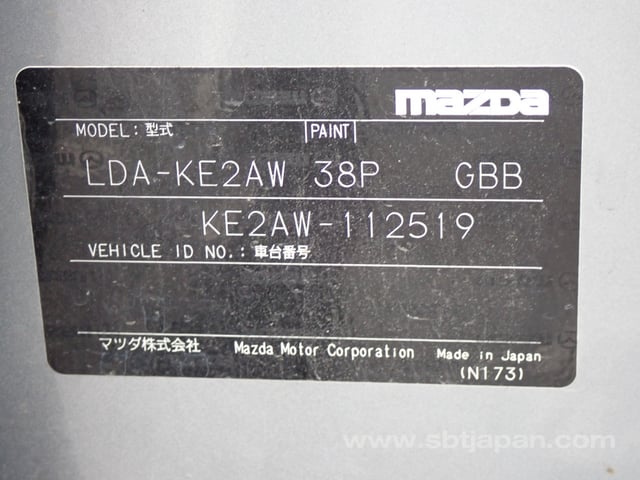 mazda
MODEL: 型式 PAINT
LDA-KE2AW 38P GBB
KE2AW-112519
VEHICLE ID NO.: 車台番号
マツダ株式会社 Mazda Motor Corporation Made in Japan
(N173)
www.sbtjapan.com